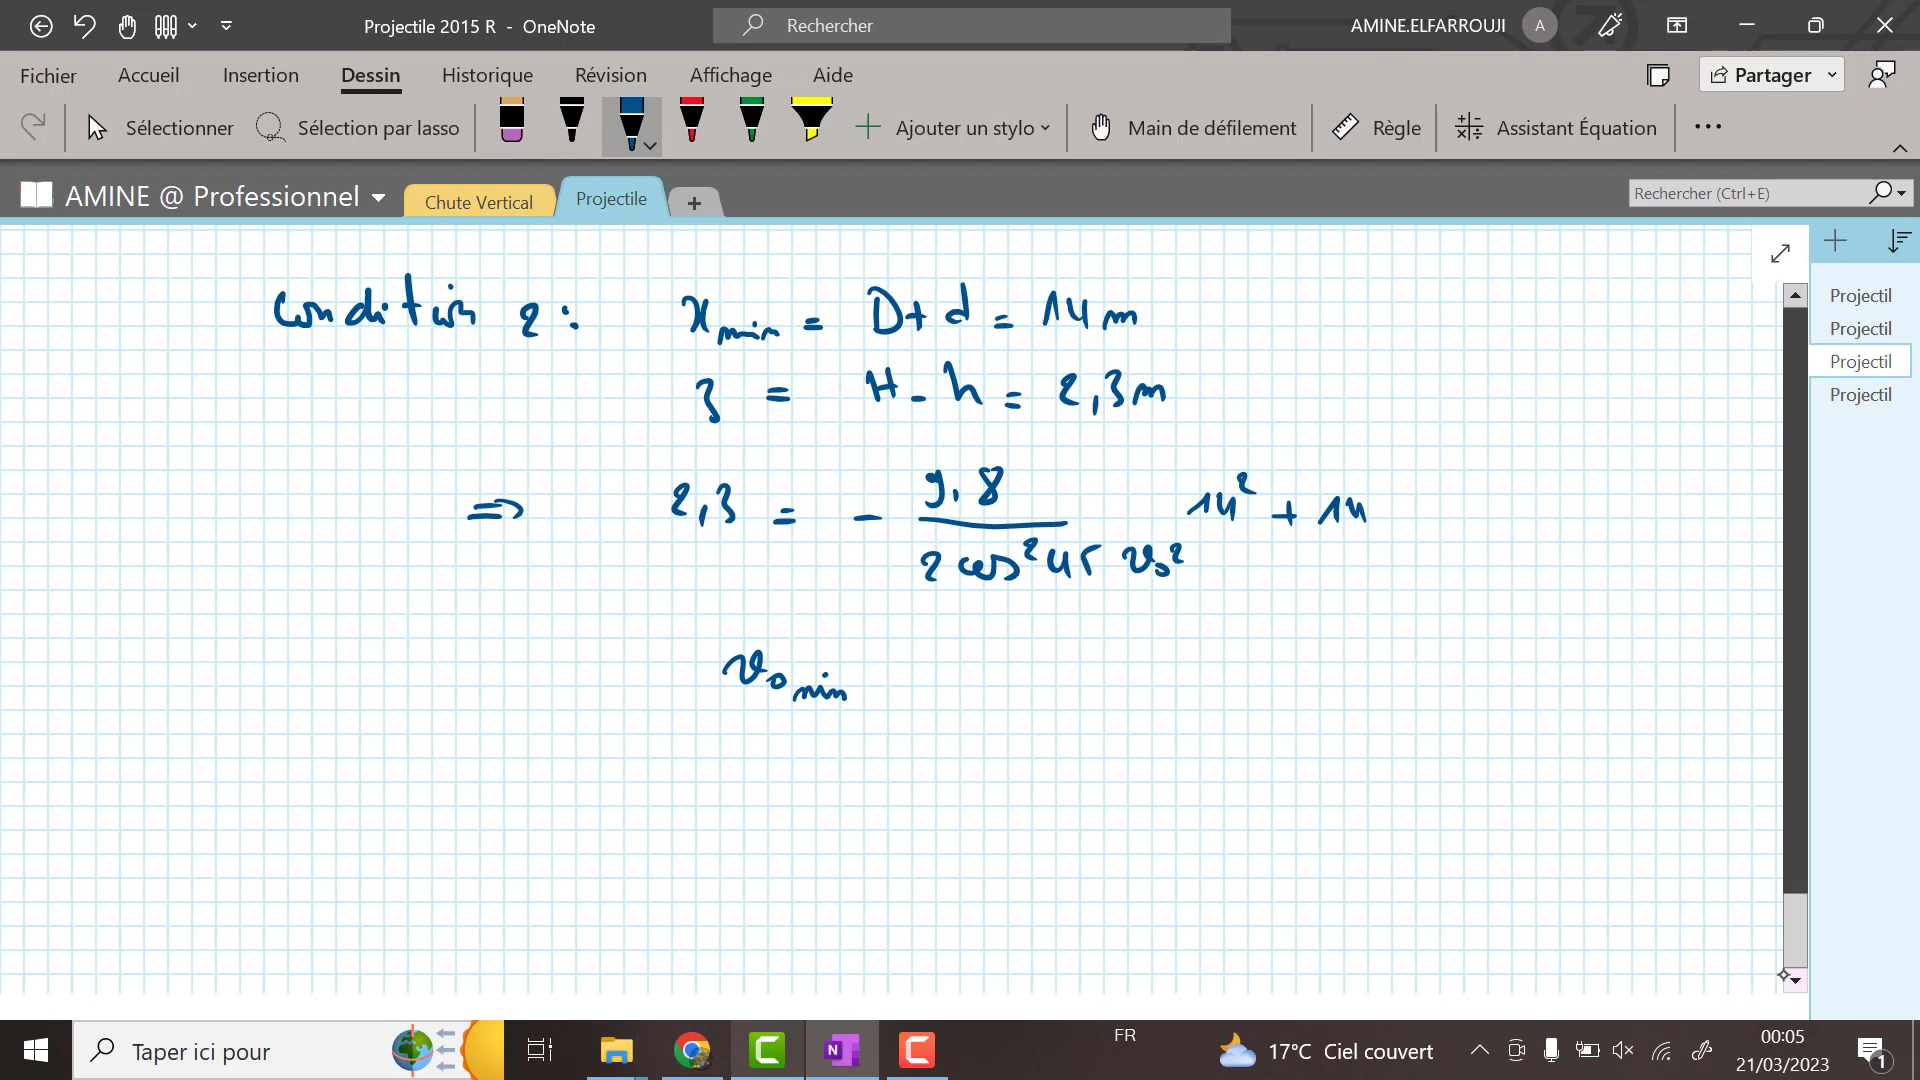 Projectile 2015 R - OneNote
Rechercher
AMINE.ELFARROUJI
A
Fichier Accueil Insertion Dessin Historique Révision Affichage Aide
Partager
Sélectionner Sélection par lasso Ajouter un stylo Main de défilement Règle Assistant Équation
AMINE @ Professionnel
Chute Vertical
Projectile
Rechercher (Ctrl+E)
Projectil
Projectil
Projectil
Projectil
Condition 2 : x_min = D + d = 14 m
z = H - h = 2,3 m
=> 2,3 = - 9.8 / (2 cos² 45 v₀²) 14² + 14
v₀ min
Taper ici pour
N
FR
17°C Ciel couvert
00:05
21/03/2023
1